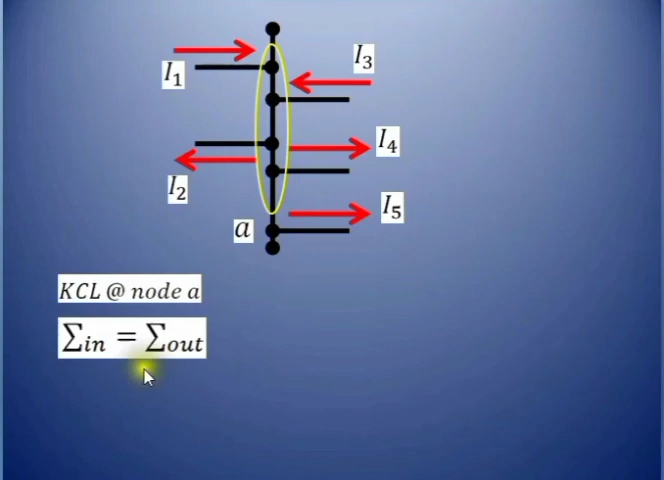 I₁
I₃
I₄
I₂
I₅
a
KCL @ node a
∑in = ∑out